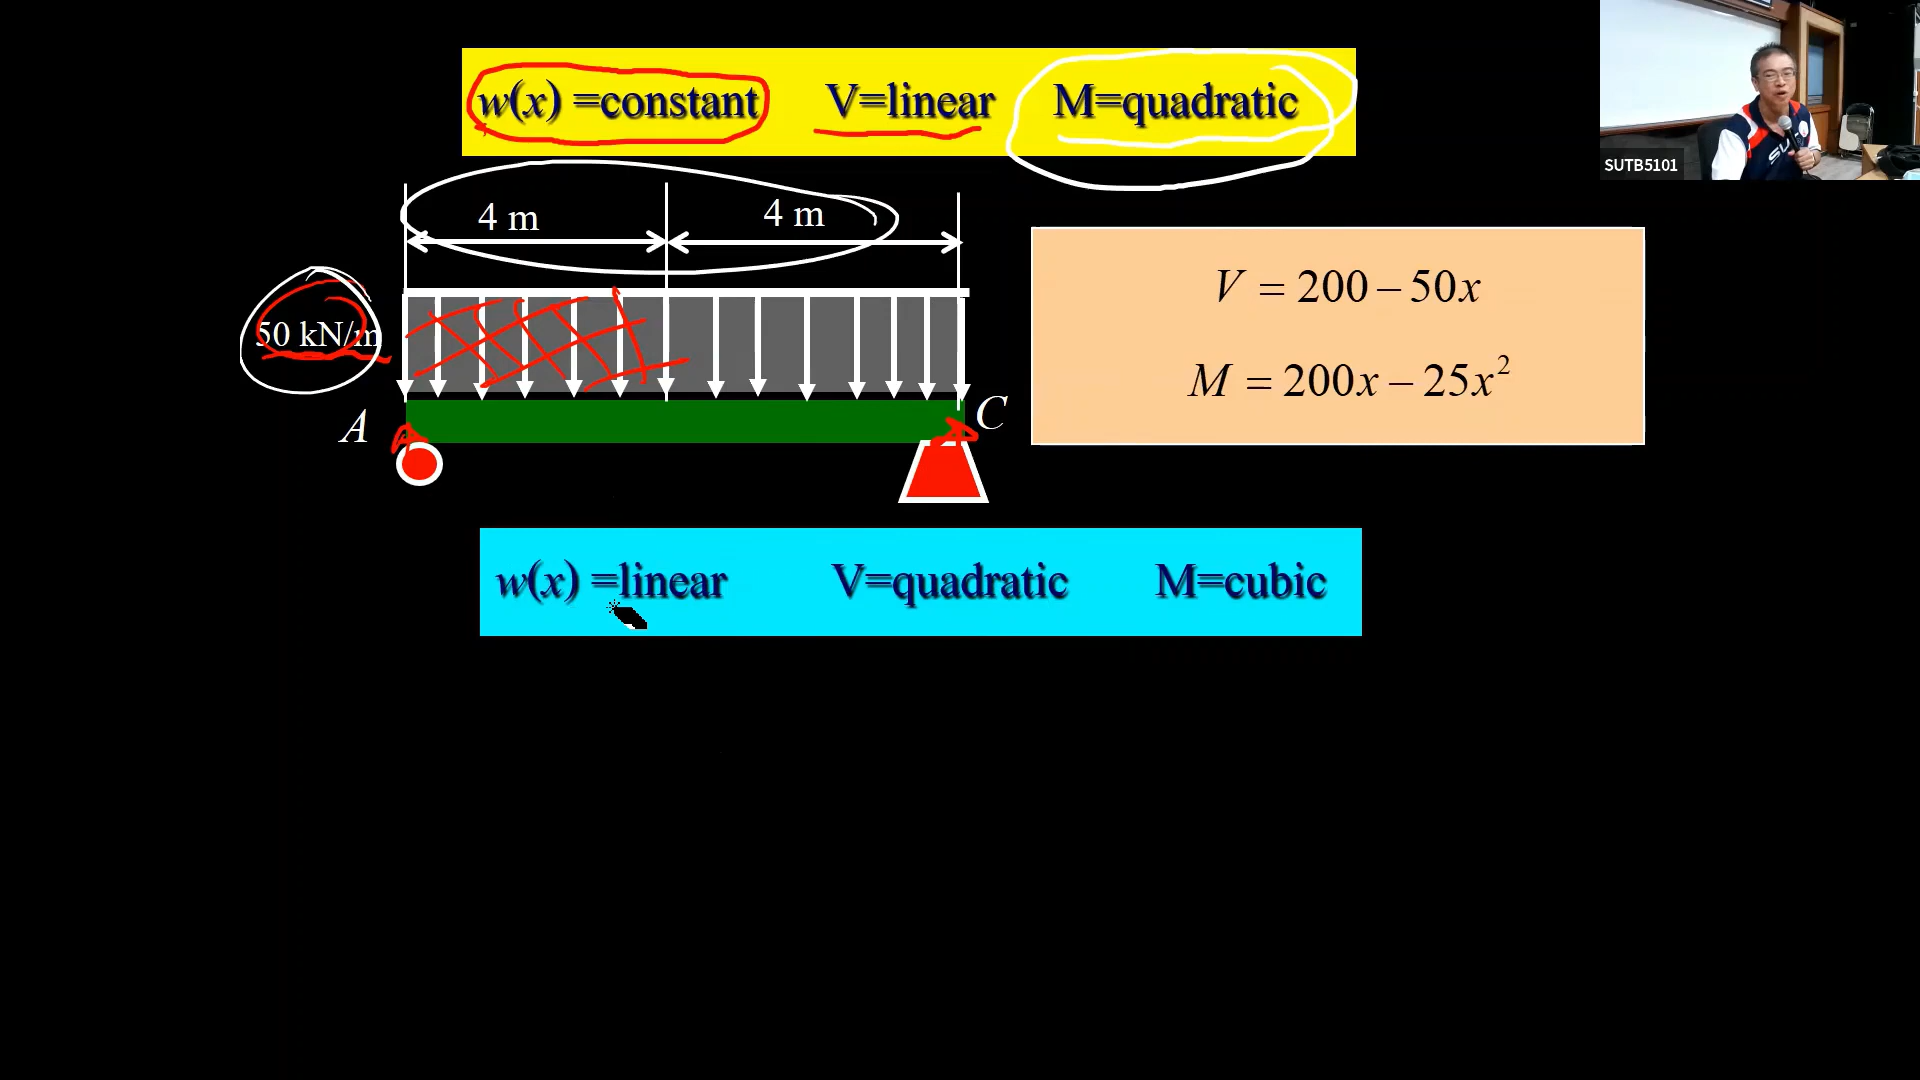 w(x) =constant V=linear M=quadratic
SUTB5101
4 m 4 m
50 kN/m
V = 200 − 50x
M = 200x − 25x²
A C
w(x) =linear V=quadratic M=cubic